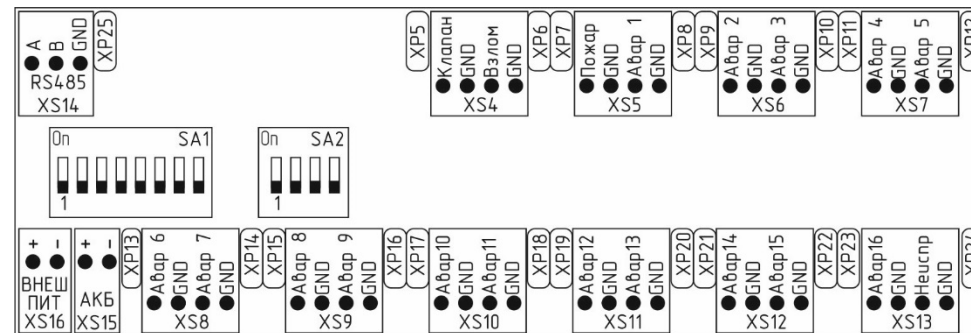 A
B
GND
RS485
XS14
XP25
XP5
Клапан
GND
Взлом
GND
XS4
XP6
XP7
Пожар
GND
Авар 1
GND
XS5
XP8
XP9
Авар 2
GND
Авар 3
GND
XS6
XP10
XP11
Авар 4
GND
Авар 5
GND
XS7
XP12
On SA1
1
On SA2
1
+ -
ВНЕШ
ПИТ
XS16
+ -
АКБ
XS15
XP13
Авар 6
GND
Авар 7
GND
XS8
XP14
XP15
Авар 8
GND
Авар 9
GND
XS9
XP16
XP17
Авар10
GND
Авар11
GND
XS10
XP18
XP19
Авар12
GND
Авар13
GND
XS11
XP20
XP21
Авар14
GND
Авар15
GND
XS12
XP22
XP23
Авар16
GND
Неиспр
GND
XS13